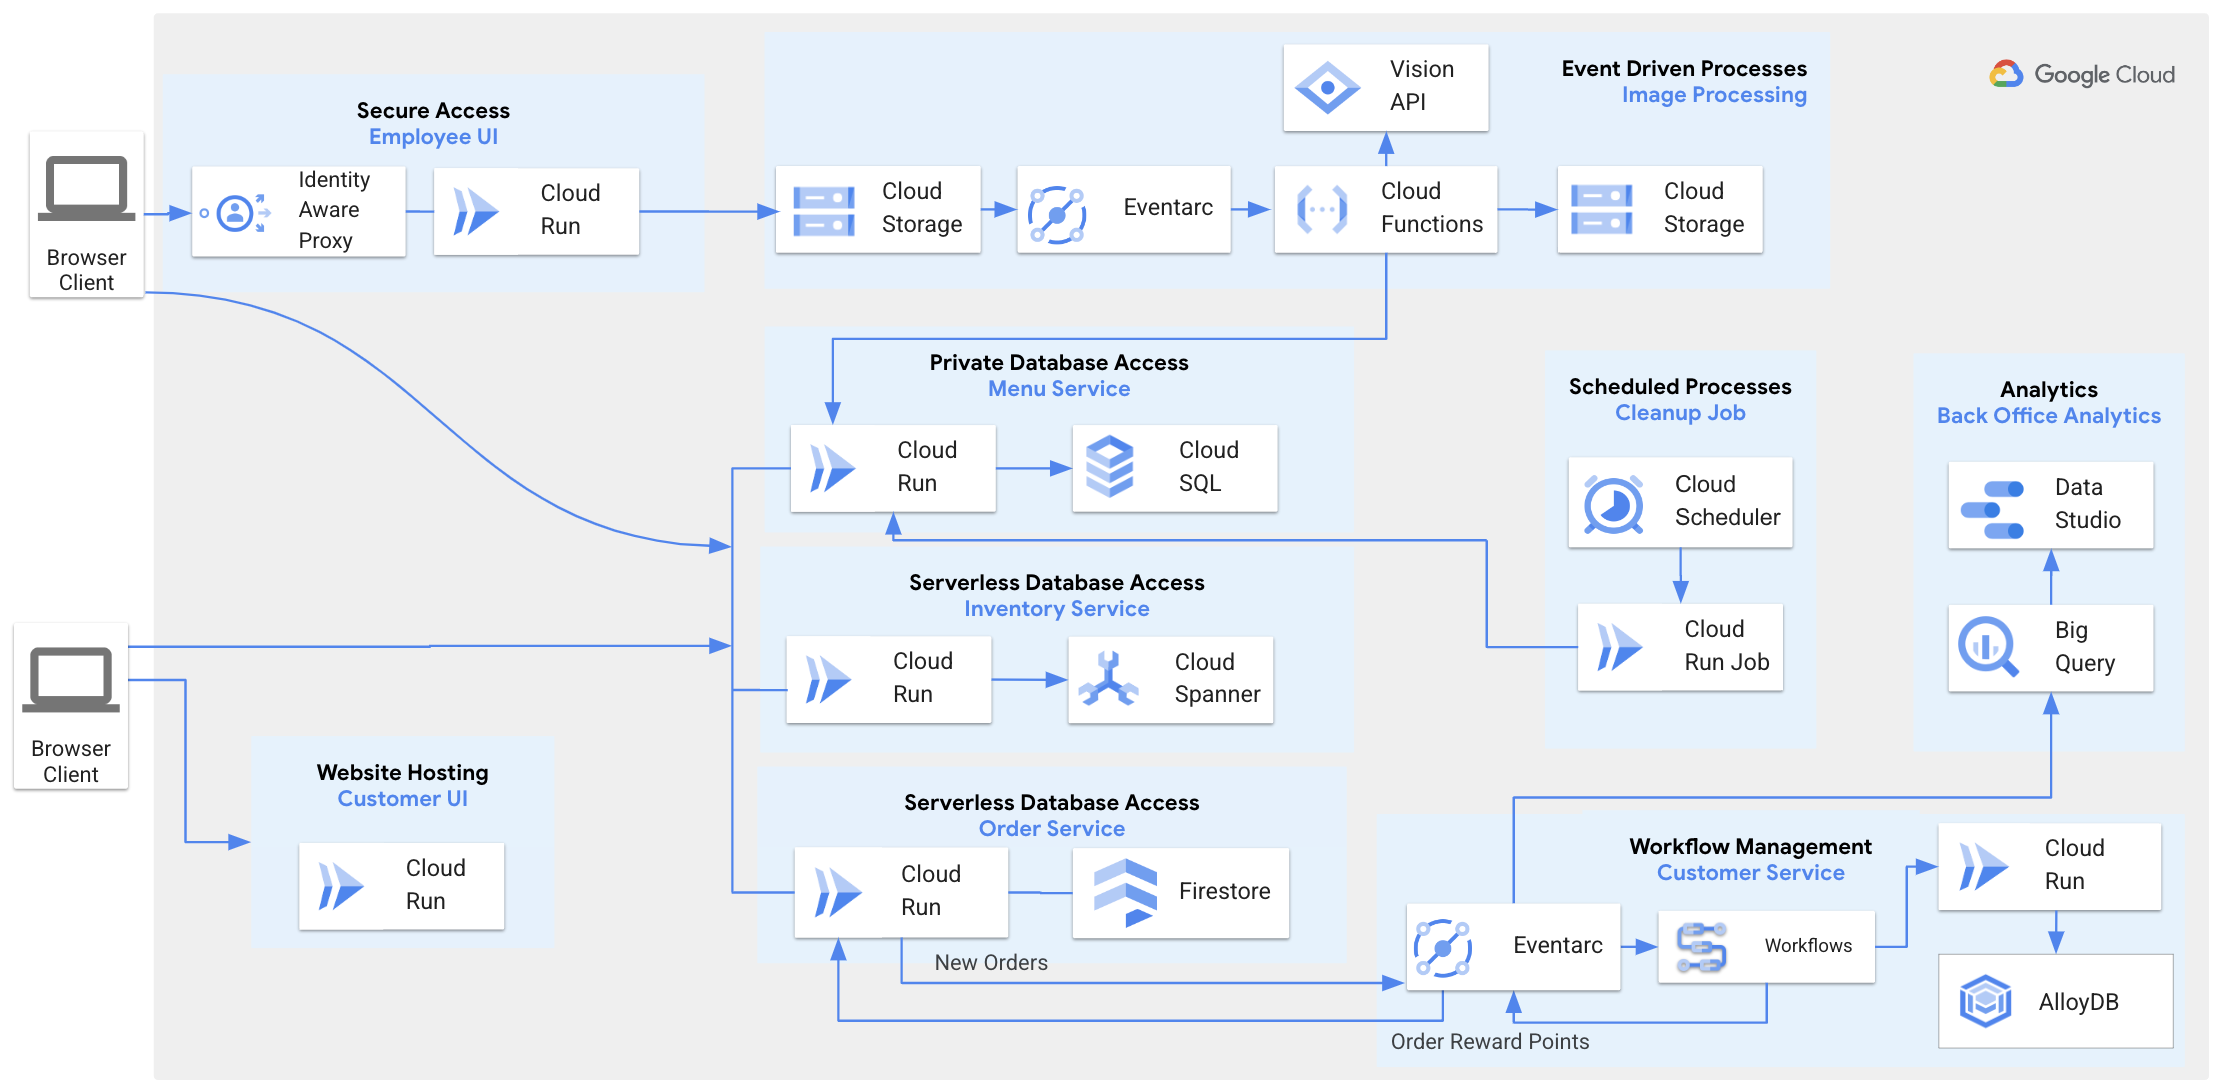 Google Cloud
Secure Access
Employee UI
Browser
Client
Identity
Aware
Proxy
Cloud
Run
Event Driven Processes
Image Processing
Vision
API
Cloud
Storage
Eventarc
Cloud
Functions
Cloud
Storage
Private Database Access
Menu Service
Cloud
Run
Cloud
SQL
Scheduled Processes
Cleanup Job
Cloud
Scheduler
Cloud
Run Job
Analytics
Back Office Analytics
Data
Studio
Big
Query
Serverless Database Access
Inventory Service
Cloud
Run
Cloud
Spanner
Browser
Client
Website Hosting
Customer UI
Cloud
Run
Serverless Database Access
Order Service
Cloud
Run
Firestore
New Orders
Workflow Management
Customer Service
Eventarc
Workflows
Cloud
Run
AlloyDB
Order Reward Points